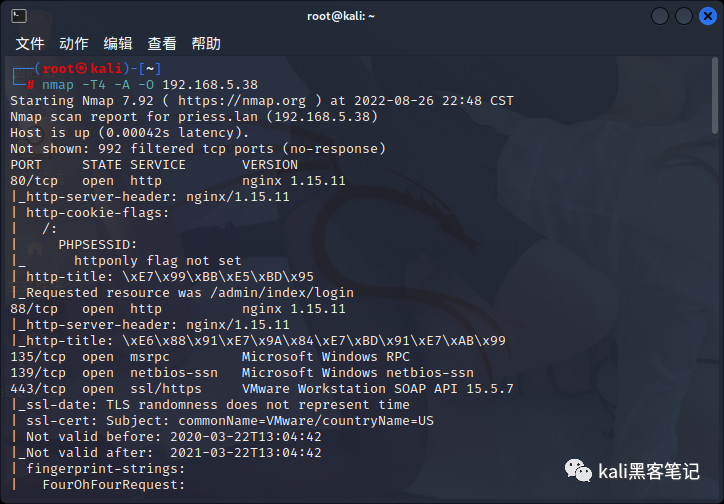 root@kali: ~
文件 动作 编辑 查看 帮助
┌──(root㉿kali)-[~]
└─# nmap -T4 -A -O 192.168.5.38
Starting Nmap 7.92 ( https://nmap.org ) at 2022-08-26 22:48 CST
Nmap scan report for priess.lan (192.168.5.38)
Host is up (0.00042s latency).
Not shown: 992 filtered tcp ports (no-response)
PORT     STATE SERVICE       VERSION
80/tcp   open  http          nginx 1.15.11
|_http-server-header: nginx/1.15.11
| http-cookie-flags:
|   /:
|     PHPSESSID:
|_      httponly flag not set
| http-title: \xE7\x99\xBB\xE5\xBD\x95
|_Requested resource was /admin/index/login
88/tcp   open  http          nginx 1.15.11
|_http-server-header: nginx/1.15.11
|_http-title: \xE6\x88\x91\xE7\x9A\x84\xE7\xBD\x91\xE7\xAB\x99
135/tcp  open  msrpc         Microsoft Windows RPC
139/tcp  open  netbios-ssn   Microsoft Windows netbios-ssn
443/tcp  open  ssl/https     VMware Workstation SOAP API 15.5.7
|_ssl-date: TLS randomness does not represent time
| ssl-cert: Subject: commonName=VMware/countryName=US
| Not valid before: 2020-03-22T13:04:42
|_Not valid after:  2021-03-22T13:04:42
| fingerprint-strings:
|   FourOhFourRequest:
kali黑客笔记